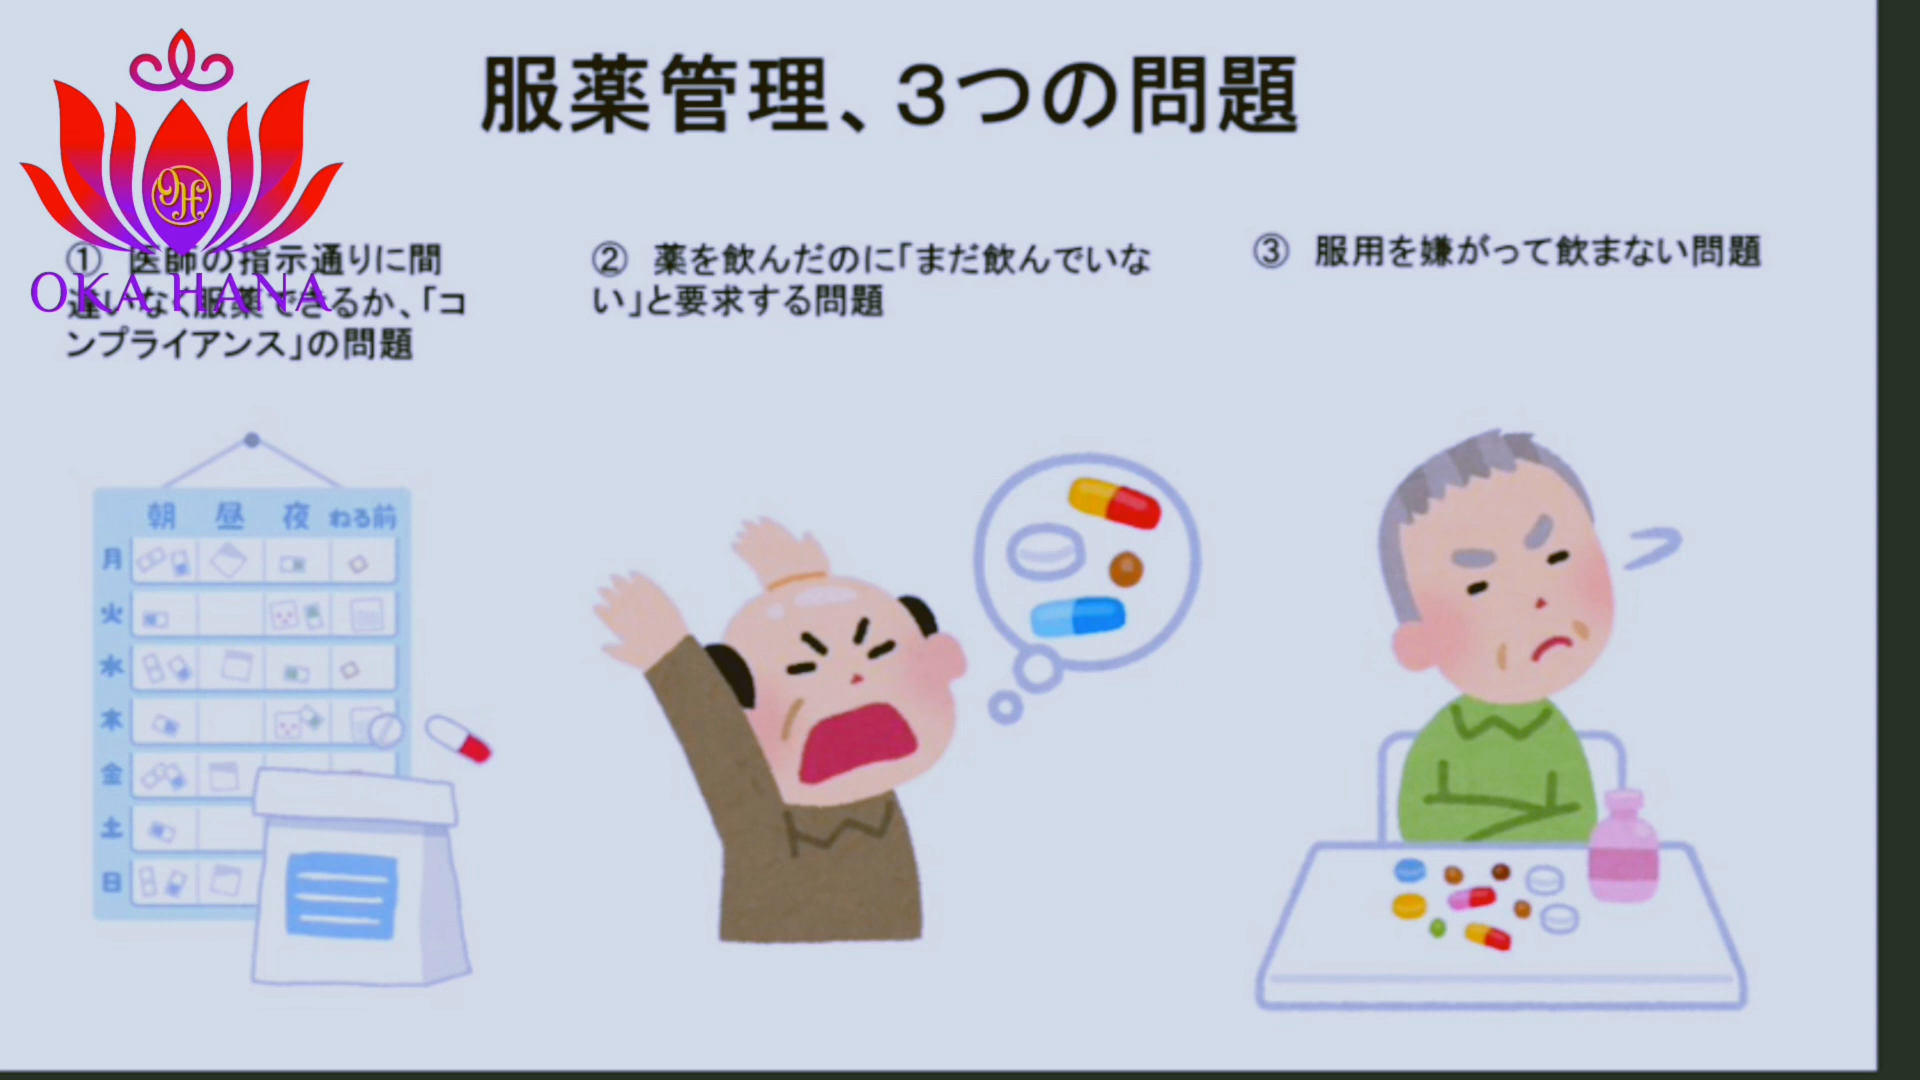 服薬管理、3つの問題
OH
① 医師の指示通りに間
違いなく服薬できるか、「コ
ンプライアンス」の問題
OKA HANA
② 薬を飲んだのに「まだ飲んでいな
い」と要求する問題
③ 服用を嫌がって飲まない問題
朝 昼 夜 ねる前
月
火
水
木
金
土
日